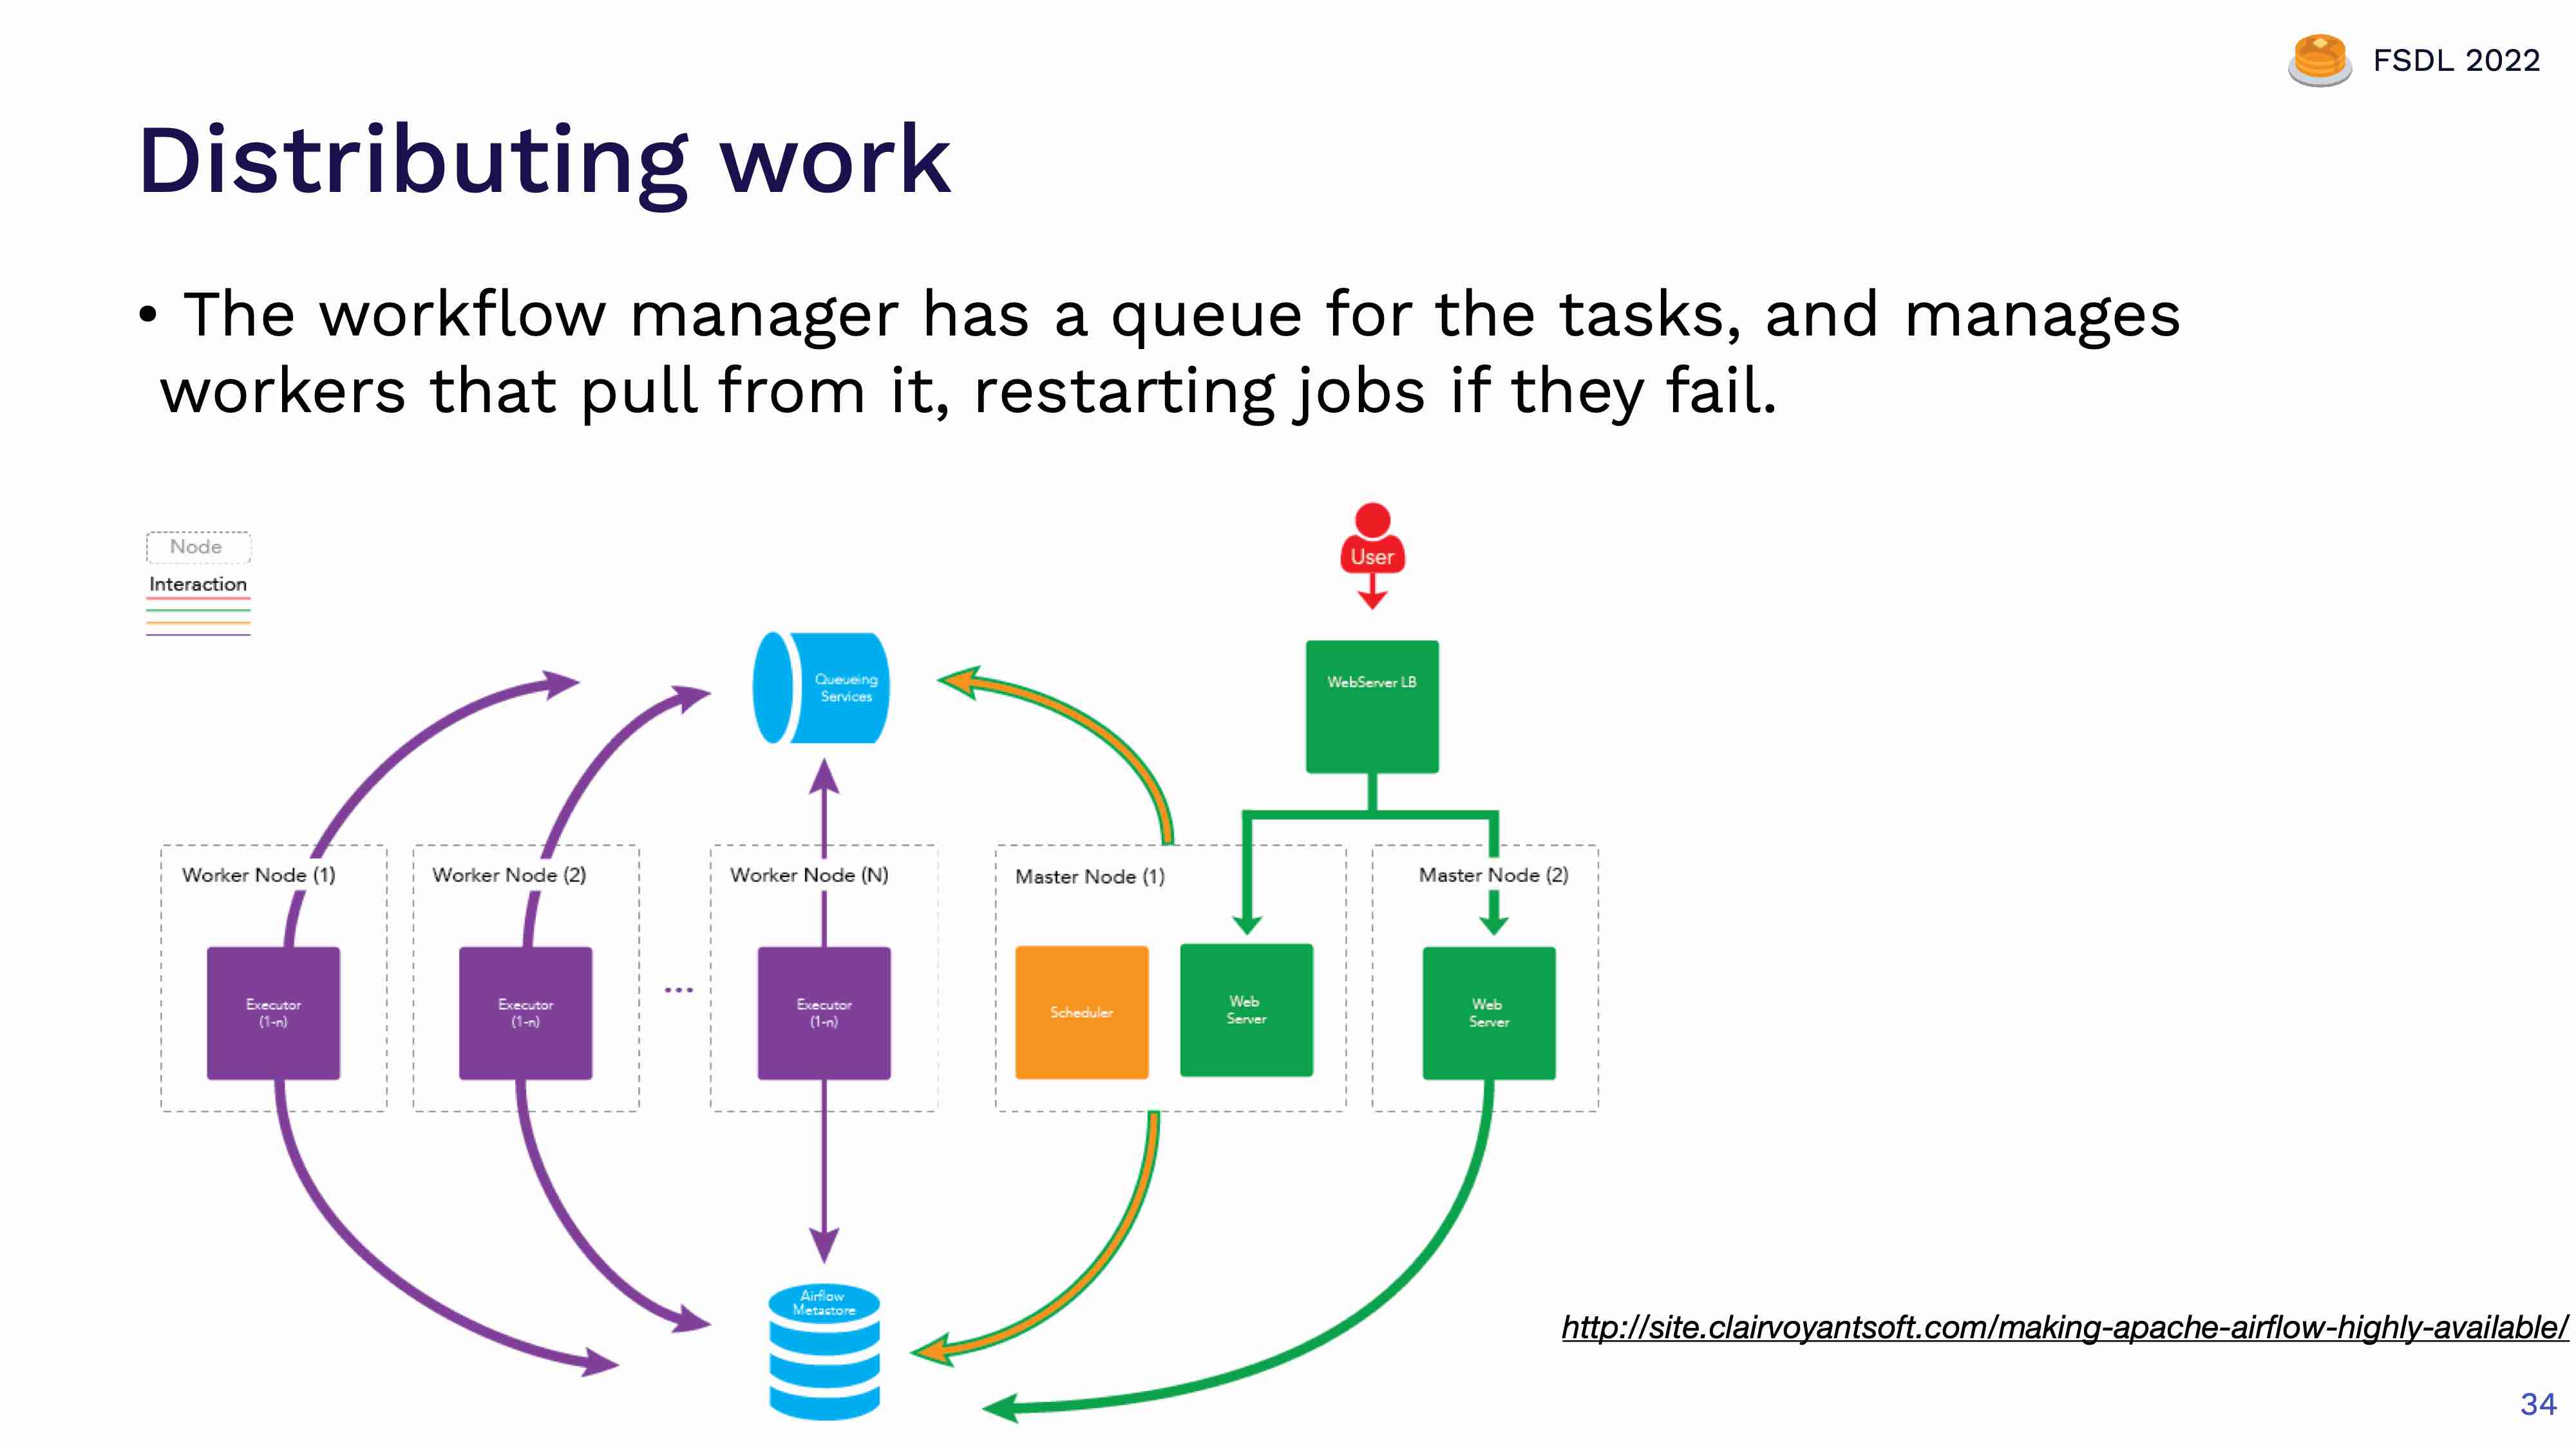 FSDL 2022
Distributing work
• The workflow manager has a queue for the tasks, and manages
workers that pull from it, restarting jobs if they fail.
Node
Interaction
User
Queueing
Services
WebServer LB
Worker Node (1)
Worker Node (2)
Worker Node (N)
Master Node (1)
Master Node (2)
Executor
(1-n)
Executor
(1-n)
...
Executor
(1-n)
Scheduler
Web
Server
Web
Server
Airflow
Metastore
http://site.clairvoyantsoft.com/making-apache-airflow-highly-available/
34